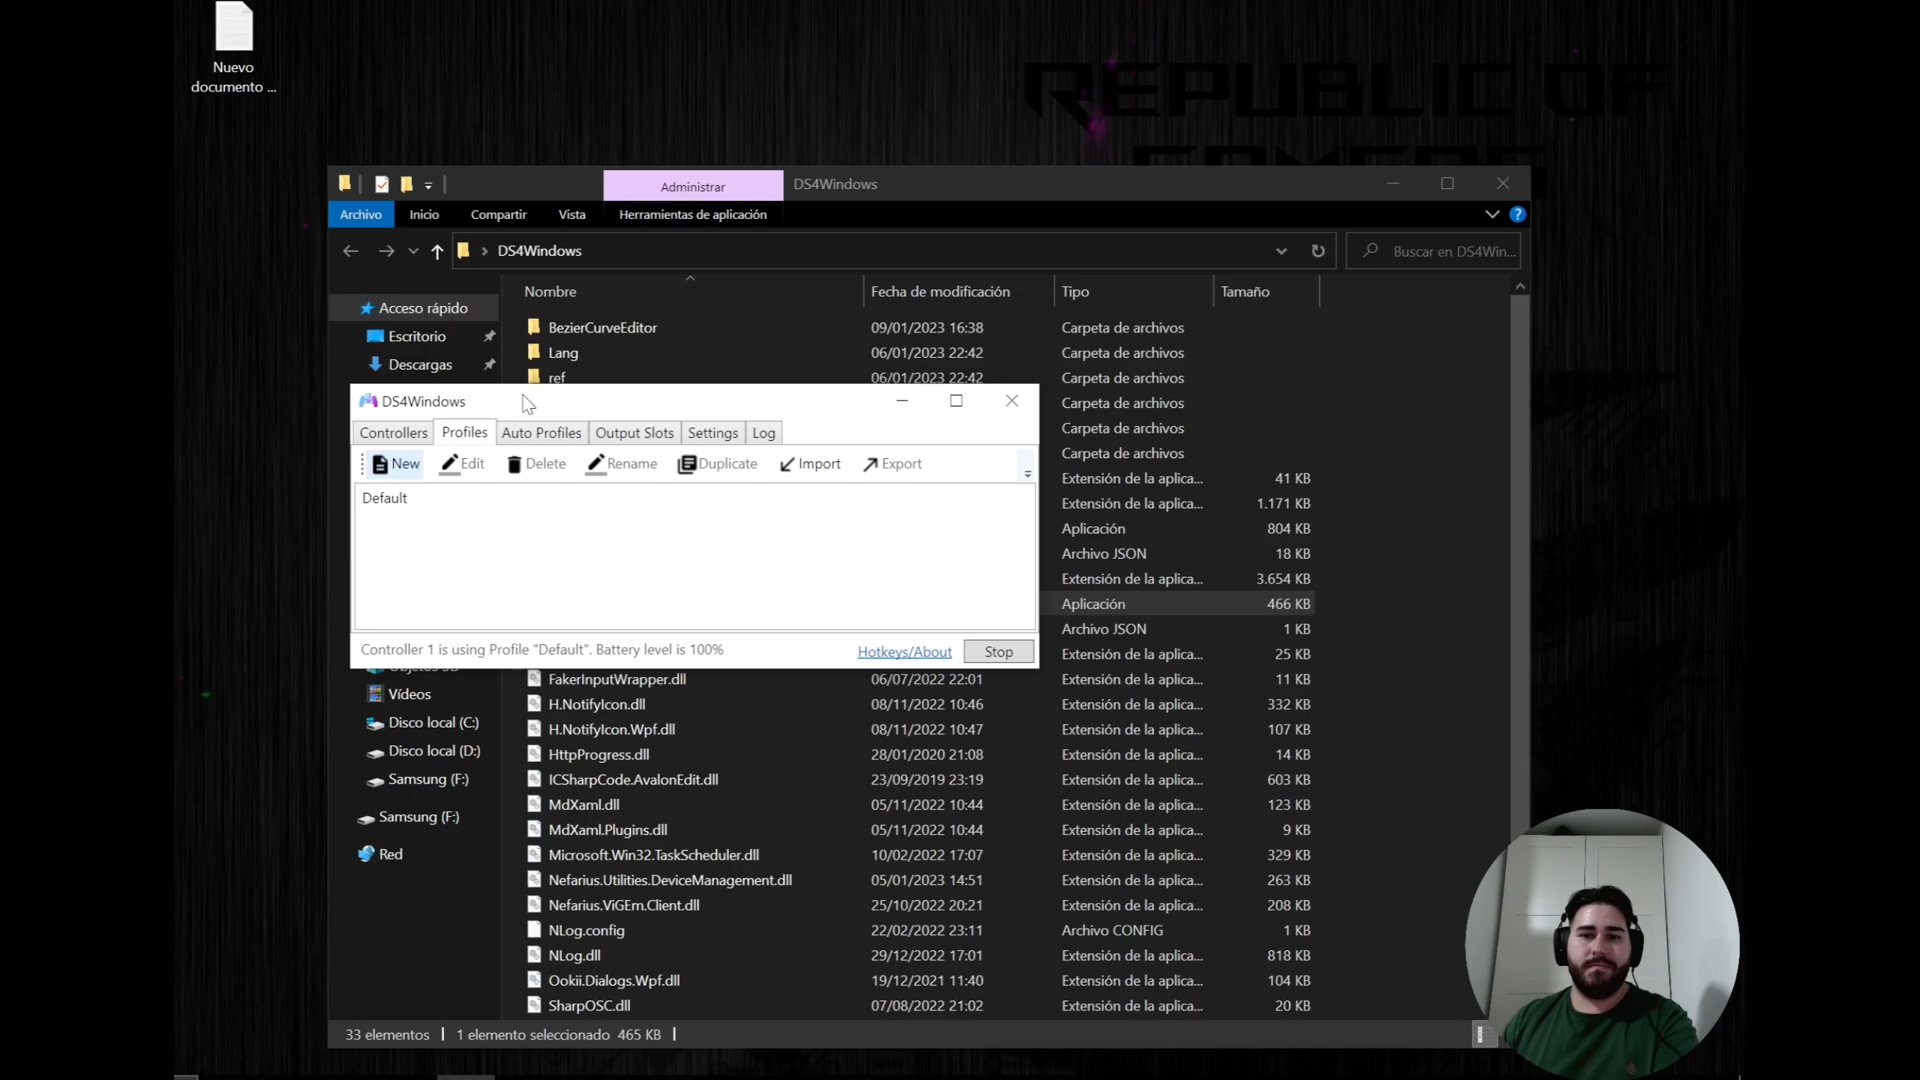 Nuevo
documento ...
REPUBLIC OF
Administrar
DS4Windows
Archivo
Inicio
Compartir
Vista
Herramientas de aplicación
DS4Windows
Buscar en DS4Win...
Nombre
Fecha de modificación
Tipo
Tamaño
Acceso rápido
Escritorio
Descargas
BezierCurveEditor 09/01/2023 16:38 Carpeta de archivos
Lang 06/01/2023 22:42 Carpeta de archivos
ref 06/01/2023 22:42 Carpeta de archivos
Carpeta de archivos
Carpeta de archivos
Carpeta de archivos
Extensión de la aplica... 41 KB
Extensión de la aplica... 1.171 KB
Aplicación 804 KB
Archivo JSON 18 KB
Extensión de la aplica... 3.654 KB
Aplicación 466 KB
Archivo JSON 1 KB
Extensión de la aplica... 25 KB
DS4Windows
Controllers
Profiles
Auto Profiles
Output Slots
Settings
Log
New
Edit
Delete
Rename
Duplicate
Import
Export
Default
Controller 1 is using Profile "Default". Battery level is 100%
Hotkeys/About
Stop
Vídeos
Disco local (C:)
Disco local (D:)
Samsung (F:)
Samsung (F:)
Red
FakerInputWrapper.dll 06/07/2022 22:01 Extensión de la aplica... 11 KB
H.NotifyIcon.dll 08/11/2022 10:46 Extensión de la aplica... 332 KB
H.NotifyIcon.Wpf.dll 08/11/2022 10:47 Extensión de la aplica... 107 KB
HttpProgress.dll 28/01/2020 21:08 Extensión de la aplica... 14 KB
ICSharpCode.AvalonEdit.dll 23/09/2019 23:19 Extensión de la aplica... 603 KB
MdXaml.dll 05/11/2022 10:44 Extensión de la aplica... 123 KB
MdXaml.Plugins.dll 05/11/2022 10:44 Extensión de la aplica... 9 KB
Microsoft.Win32.TaskScheduler.dll 10/02/2022 17:07 Extensión de la aplica... 329 KB
Nefarius.Utilities.DeviceManagement.dll 05/01/2023 14:51 Extensión de la aplica... 263 KB
Nefarius.ViGEm.Client.dll 25/10/2022 20:21 Extensión de la aplica... 208 KB
NLog.config 22/02/2022 23:11 Archivo CONFIG 1 KB
NLog.dll 29/12/2022 17:01 Extensión de la aplica... 818 KB
Ookii.Dialogs.Wpf.dll 19/12/2021 11:40 Extensión de la aplica... 104 KB
SharpOSC.dll 07/08/2022 21:02 Extensión de la aplica... 20 KB
33 elementos
1 elemento seleccionado 465 KB